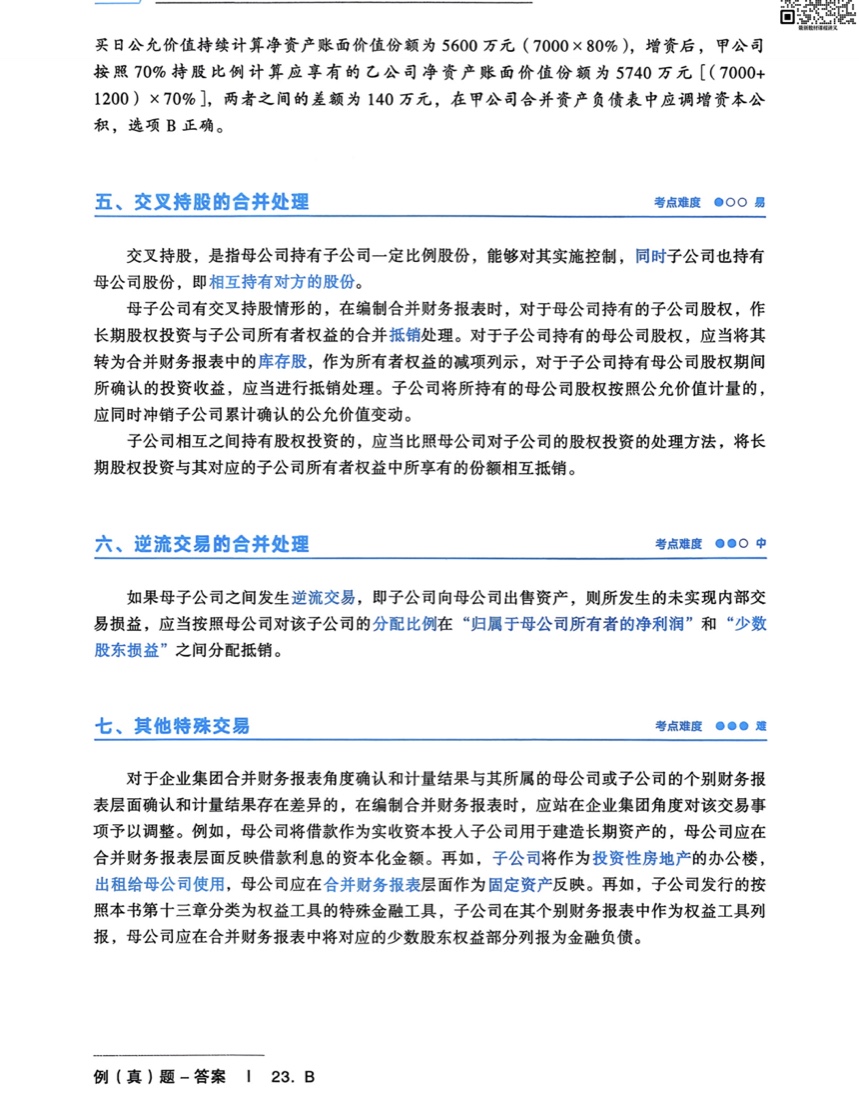 买日公允价值持续计算净资产账面价值份额为 5600 万元（7000×80%），增资后，甲公司
按照 70% 持股比例计算应享有的乙公司净资产账面价值份额为 5740 万元 [（7000+
1200）×70%]，两者之间的差额为 140 万元，在甲公司合并资产负债表中应调增资本公
积，选项 B 正确。
五、交叉持股的合并处理 考点难度 ●○○ 易
交叉持股，是指母公司持有子公司一定比例股份，能够对其实施控制，同时子公司也持有
母公司股份，即相互持有对方的股份。
母子公司有交叉持股情形的，在编制合并财务报表时，对于母公司持有的子公司股权，作
长期股权投资与子公司所有者权益的合并抵销处理。对于子公司持有的母公司股权，应当将其
转为合并财务报表中的库存股，作为所有者权益的减项列示，对于子公司持有母公司股权期间
所确认的投资收益，应当进行抵销处理。子公司将所持有的母公司股权按照公允价值计量的，
应同时冲销子公司累计确认的公允价值变动。
子公司相互之间持有股权投资的，应当比照母公司对子公司的股权投资的处理方法，将长
期股权投资与其对应的子公司所有者权益中所享有的份额相互抵销。
六、逆流交易的合并处理 考点难度 ●●○ 中
如果母子公司之间发生逆流交易，即子公司向母公司出售资产，则所发生的未实现内部交
易损益，应当按照母公司对该子公司的分配比例在“归属于母公司所有者的净利润”和“少数
股东损益”之间分配抵销。
七、其他特殊交易 考点难度 ●●● 难
对于企业集团合并财务报表角度确认和计量结果与其所属的母公司或子公司的个别财务报
表层面确认和计量结果存在差异的，在编制合并财务报表时，应站在企业集团角度对该交易事
项予以调整。例如，母公司将借款作为实收资本投入子公司用于建造长期资产的，母公司应在
合并财务报表层面反映借款利息的资本化金额。再如，子公司将作为投资性房地产的办公楼，
出租给母公司使用，母公司应在合并财务报表层面作为固定资产反映。再如，子公司发行的按
照本书第十三章分类为权益工具的特殊金融工具，子公司在其个别财务报表中作为权益工具列
报，母公司应在合并财务报表中将对应的少数股东权益部分列报为金融负债。
例（真）题 – 答案 | 23. B